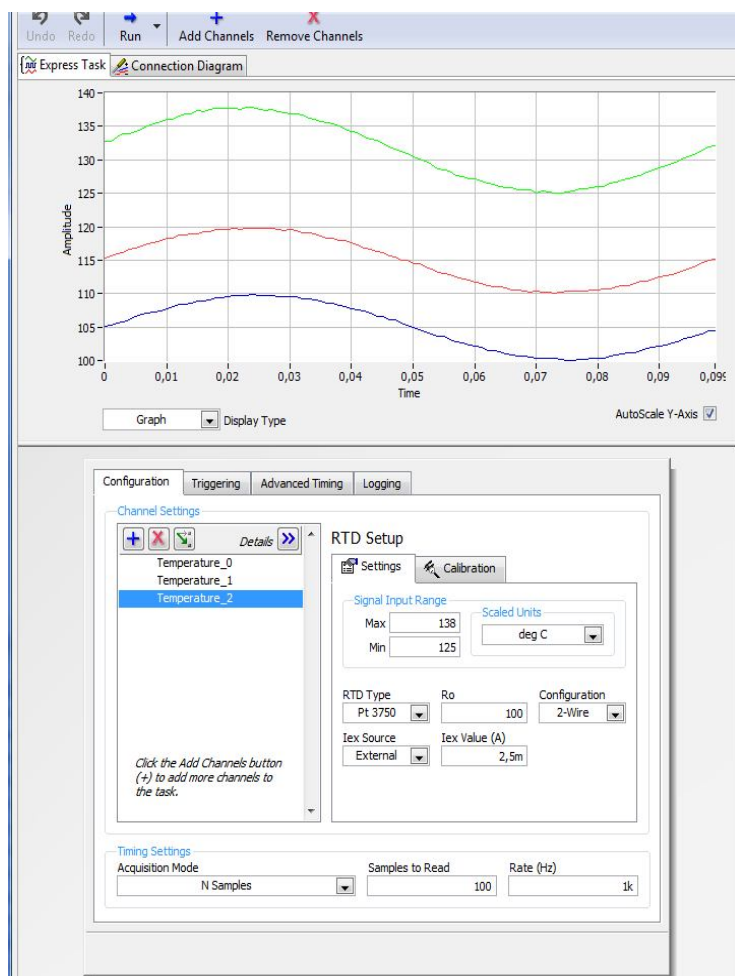 Undo Redo Run Add Channels Remove Channels
Express Task Connection Diagram
140
135
130
125
120
115
110
105
100
Amplitude
0 0,01 0,02 0,03 0,04 0,05 0,06 0,07 0,08 0,09 0,099
Time
Graph Display Type AutoScale Y-Axis
Configuration Triggering Advanced Timing Logging
Channel Settings
Details
Temperature_0
Temperature_1
Temperature_2
Click the Add Channels button
(+) to add more channels to
the task.
RTD Setup
Settings Calibration
Signal Input Range
Max 138
Min 125
Scaled Units
deg C
RTD Type Ro Configuration
Pt 3750 100 2-Wire
Iex Source Iex Value (A)
External 2,5m
Timing Settings
Acquisition Mode Samples to Read Rate (Hz)
N Samples 100 1k